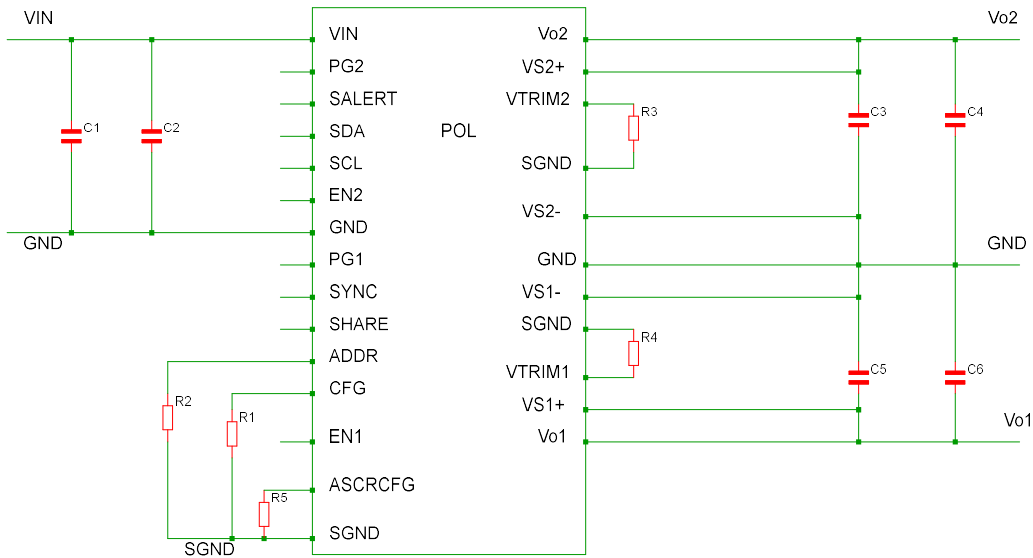 VIN
Vo2
VIN
Vo2
PG2
VS2+
SALERT
VTRIM2
R3
C3
C4
C1
C2
SDA
POL
SCL
SGND
EN2
VS2-
GND
GND
GND
GND
PG1
SYNC
VS1-
SHARE
SGND
R4
ADDR
VTRIM1
C5
C6
CFG
R2
R1
VS1+
Vo1
EN1
Vo1
ASCRCFG
R5
SGND
SGND